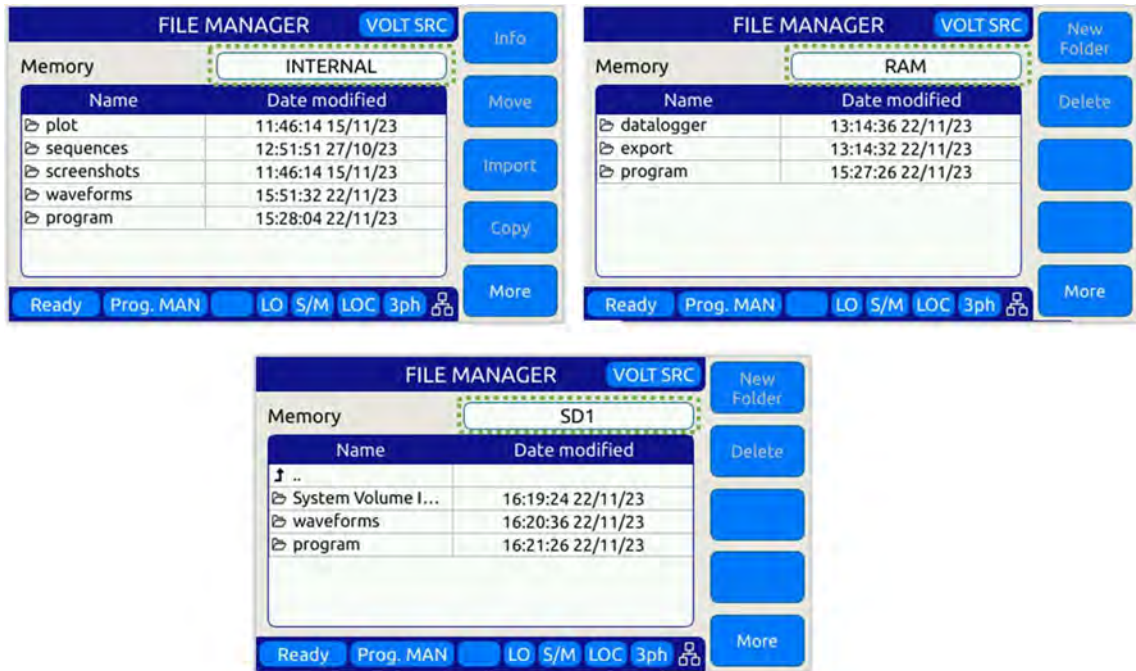 FILE MANAGER VOLT SRC
Memory INTERNAL
Name Date modified
plot 11:46:14 15/11/23
sequences 12:51:51 27/10/23
screenshots 11:46:14 15/11/23
waveforms 15:51:32 22/11/23
program 15:28:04 22/11/23
Ready Prog. MAN LO S/M LOC 3ph
Info
Move
Import
Copy
More
FILE MANAGER VOLT SRC
Memory RAM
Name Date modified
datalogger 13:14:36 22/11/23
export 13:14:32 22/11/23
program 15:27:26 22/11/23
Ready Prog. MAN LO S/M LOC 3ph
New
Folder
Delete
More
FILE MANAGER VOLT SRC
Memory SD1
Name Date modified
..
System Volume I... 16:19:24 22/11/23
waveforms 16:20:36 22/11/23
program 16:21:26 22/11/23
Ready Prog. MAN LO S/M LOC 3ph
New
Folder
Delete
More